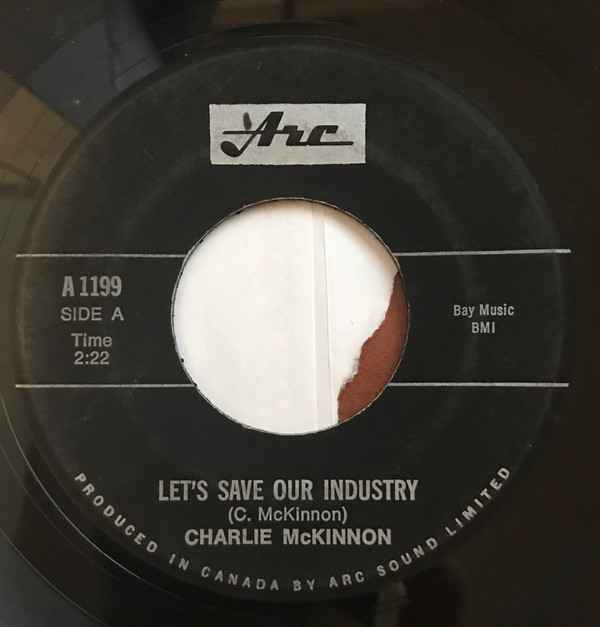 Arc
A 1199
SIDE A
Time
2:22
Bay Music
BMI
LET'S SAVE OUR INDUSTRY
(C. McKinnon)
CHARLIE McKINNON
PRODUCED IN CANADA BY ARC SOUND LIMITED